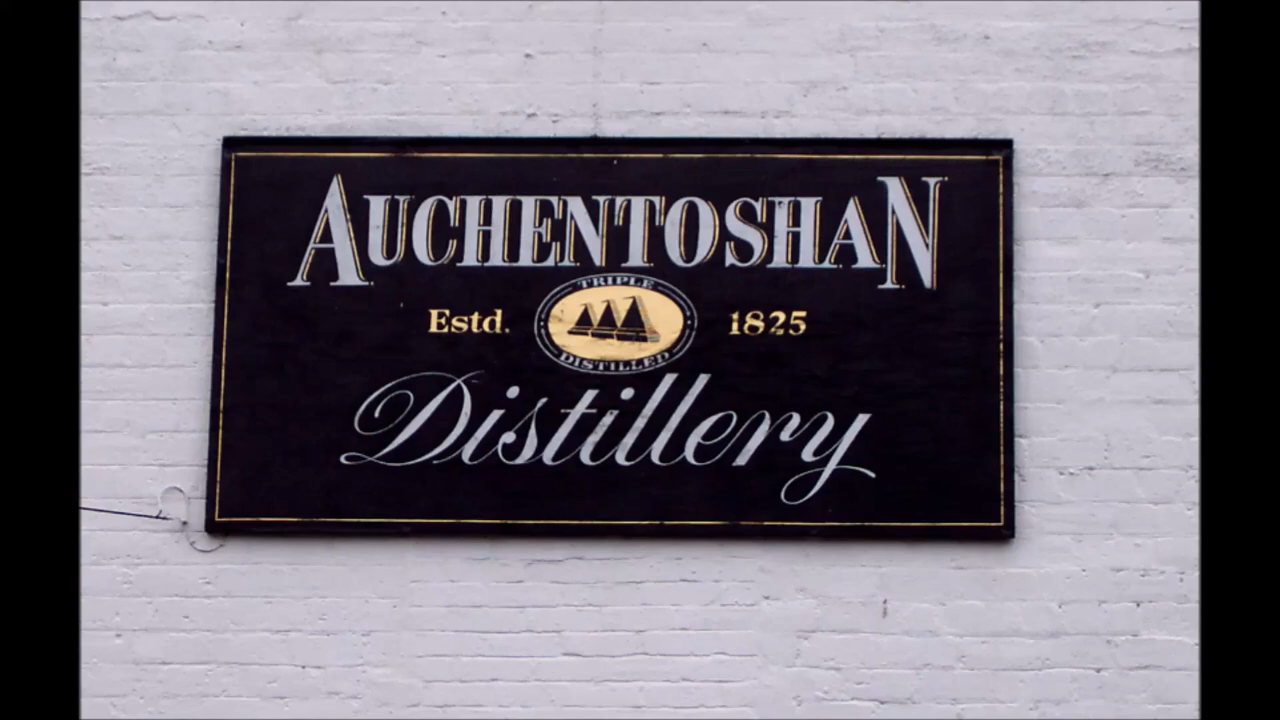 AUCHENTOSHAN
TRIPLE
Estd. 1825
DISTILLED
Distillery